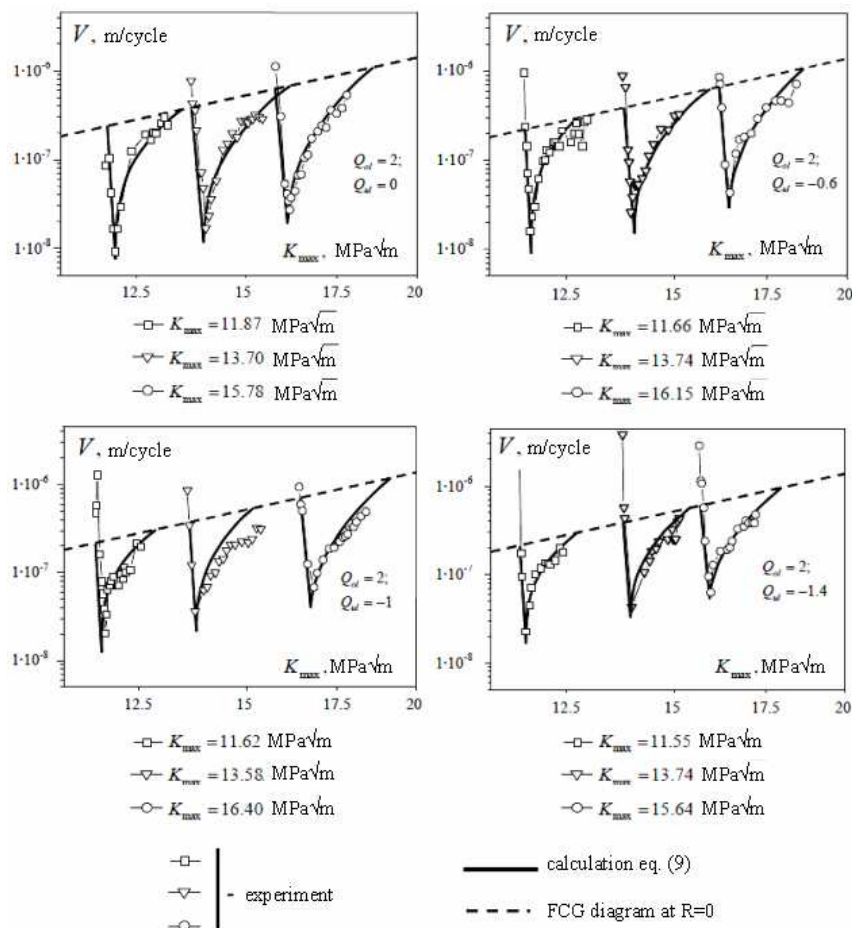 V, m/cycle
1·10⁻⁶
1·10⁻⁷
1·10⁻⁸
Q_ol = 2;
Q_ul = 0
K_max, MPa√m
12.5 15 17.5 20
K_max = 11.87 MPa√m
K_max = 13.70 MPa√m
K_max = 15.78 MPa√m
V, m/cycle
1·10⁻⁶
1·10⁻⁷
1·10⁻⁸
Q_ol = 2;
Q_ul = −0.6
K_max, MPa√m
12.5 15 17.5 20
K_max = 11.66 MPa√m
K_max = 13.74 MPa√m
K_max = 16.15 MPa√m
V, m/cycle
1·10⁻⁶
1·10⁻⁷
1·10⁻⁸
Q_ol = 2;
Q_ul = −1
K_max, MPa√m
12.5 15 17.5 20
K_max = 11.62 MPa√m
K_max = 13.58 MPa√m
K_max = 16.40 MPa√m
V, m/cycle
1·10⁻⁶
1·10⁻⁷
1·10⁻⁸
Q_ol = 2;
Q_ul = −1.4
K_max, MPa√m
12.5 15 17.5 20
K_max = 11.55 MPa√m
K_max = 13.74 MPa√m
K_max = 15.64 MPa√m
- experiment
calculation eq. (9)
FCG diagram at R=0